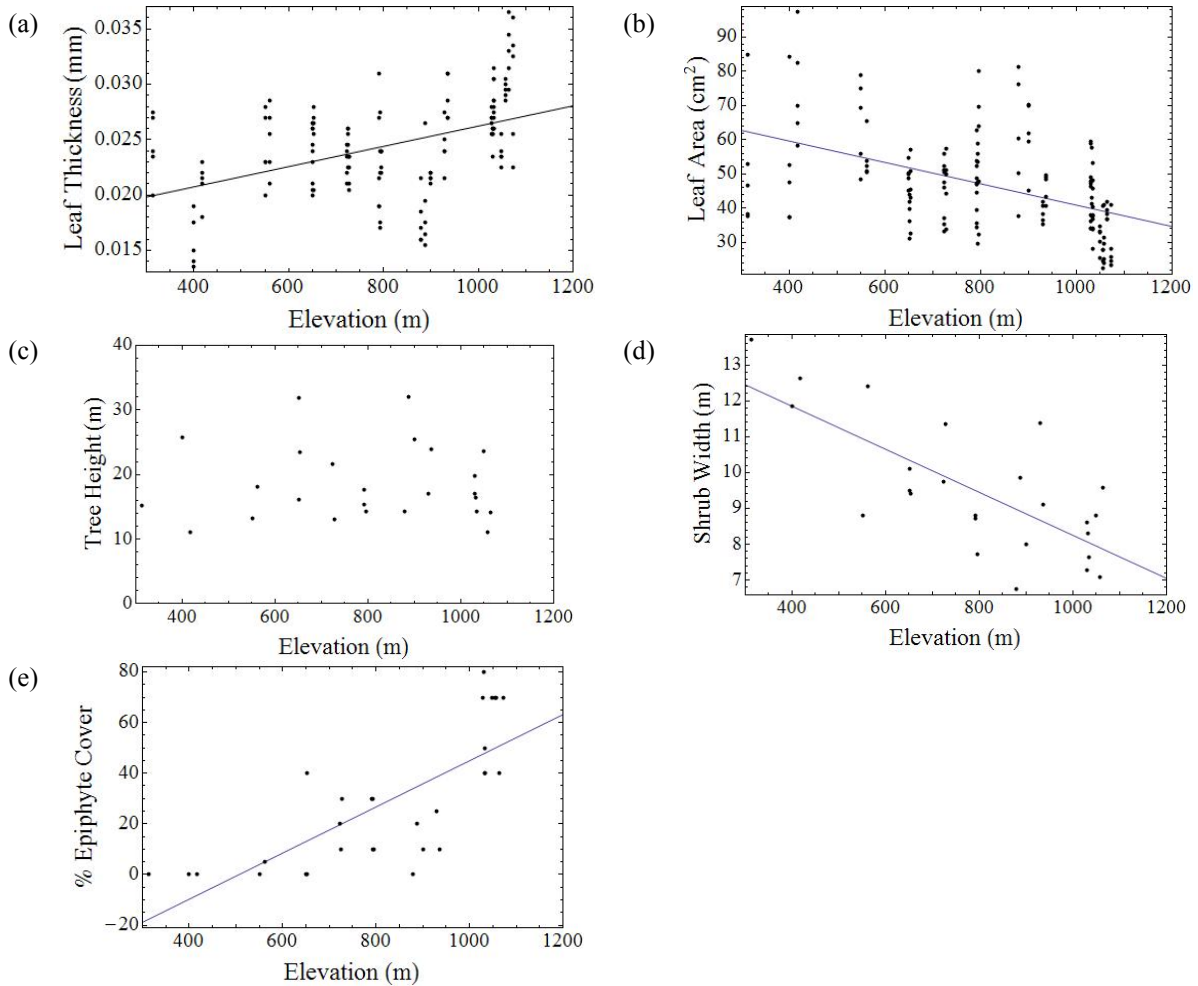 (a)
0.035
0.030
0.025
0.020
0.015
Leaf Thickness (mm)
400 600 800 1000 1200
Elevation (m)
(b)
90
80
70
60
50
40
30
Leaf Area (cm²)
400 600 800 1000 1200
Elevation (m)
(c)
40
30
20
10
0
Tree Height (m)
400 600 800 1000 1200
Elevation (m)
(d)
13
12
11
10
9
8
7
Shrub Width (m)
400 600 800 1000 1200
Elevation (m)
(e)
80
60
40
20
0
−20
% Epiphyte Cover
400 600 800 1000 1200
Elevation (m)